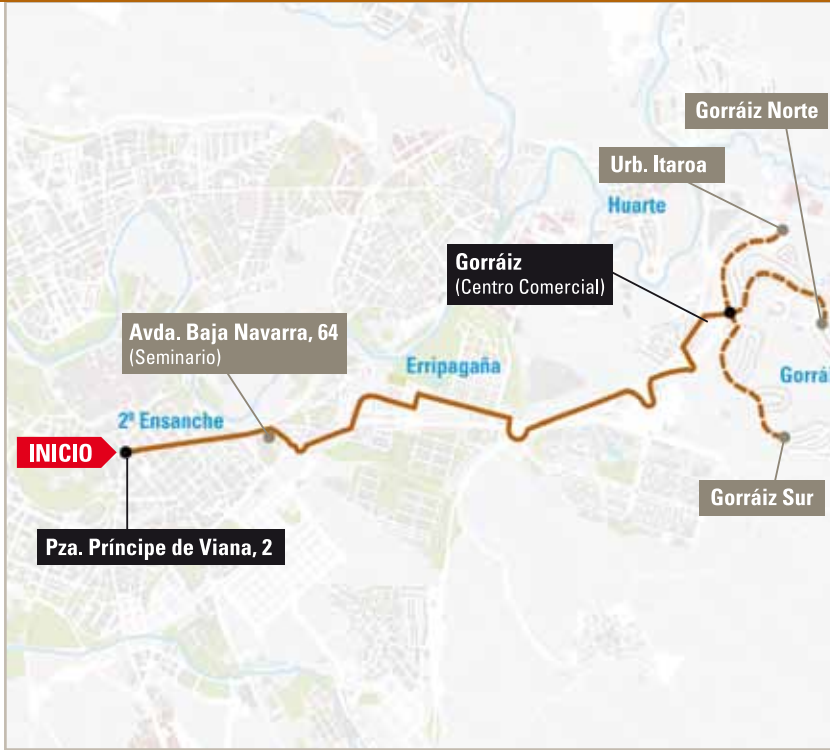 Gorráiz Norte
Urb. Itaroa
Huarte
Gorráiz
(Centro Comercial)
Avda. Baja Navarra, 64
(Seminario)
Erripagaña
Gorrái
2º Ensanche
INICIO
Gorráiz Sur
Pza. Príncipe de Viana, 2